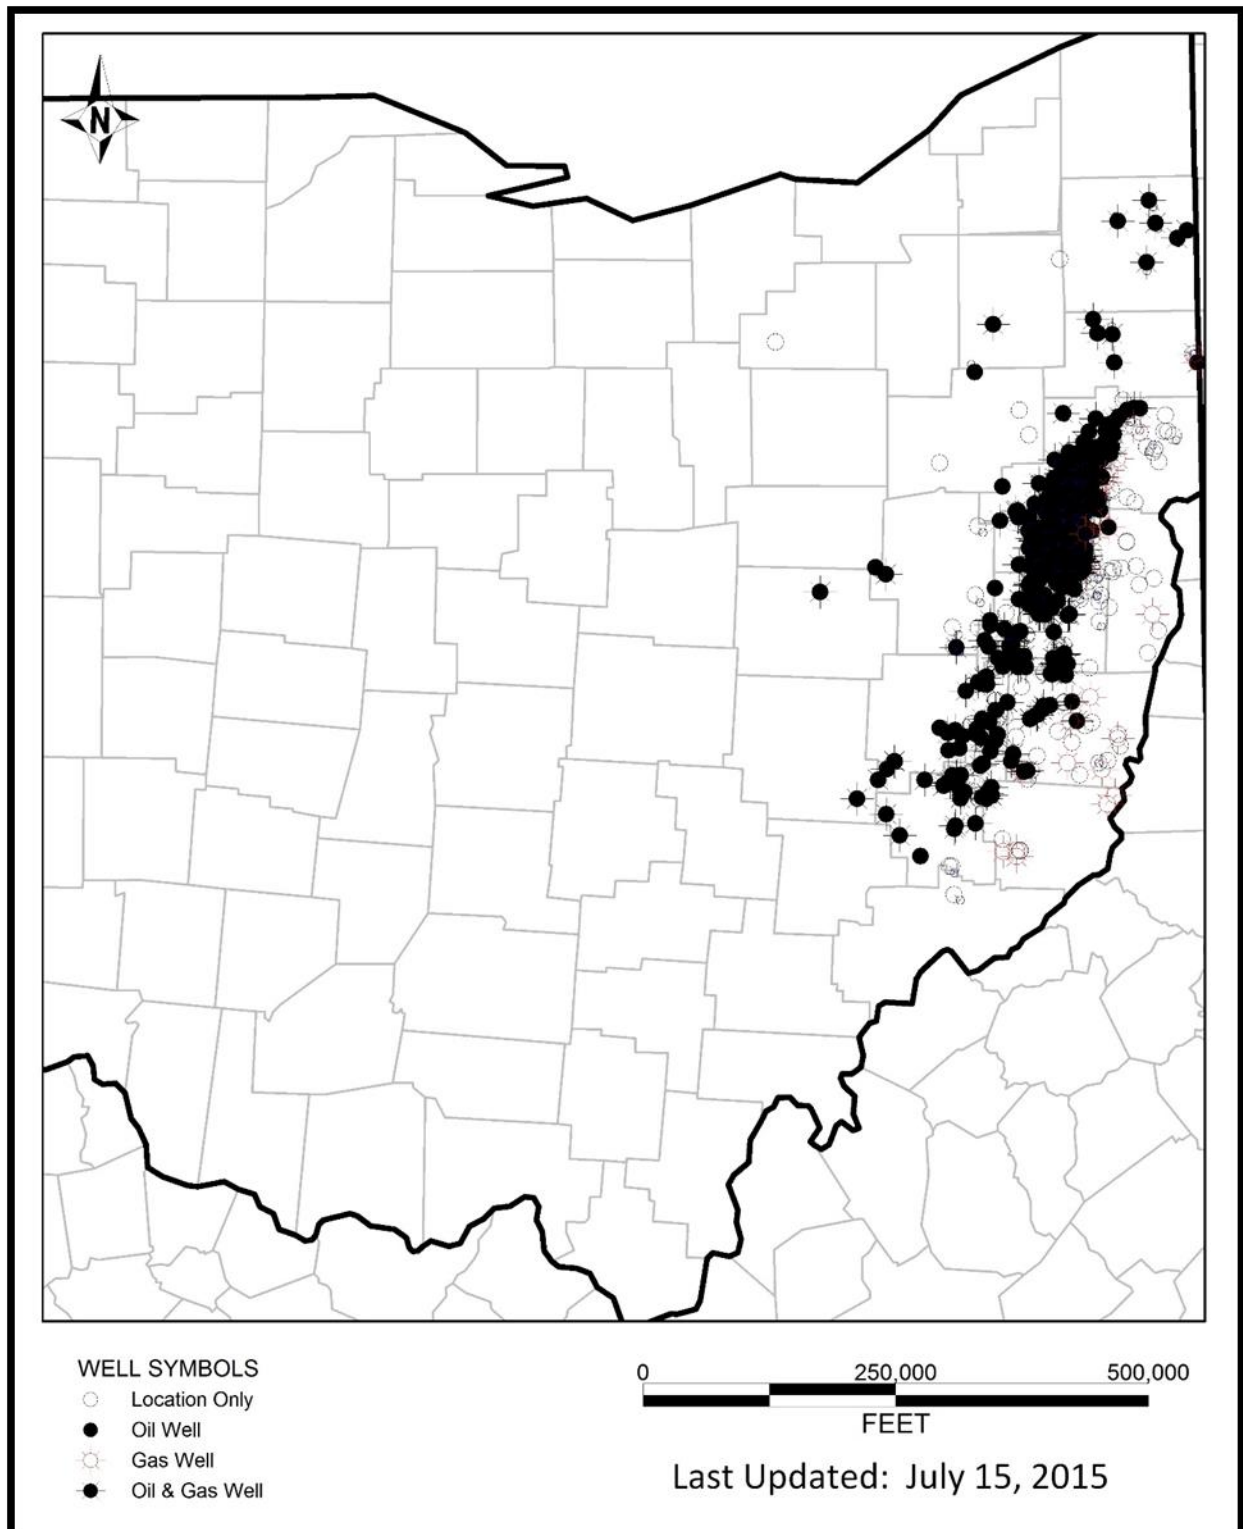 N
WELL SYMBOLS
Location Only
Oil Well
Gas Well
Oil & Gas Well
0 250,000 500,000
FEET
Last Updated: July 15, 2015